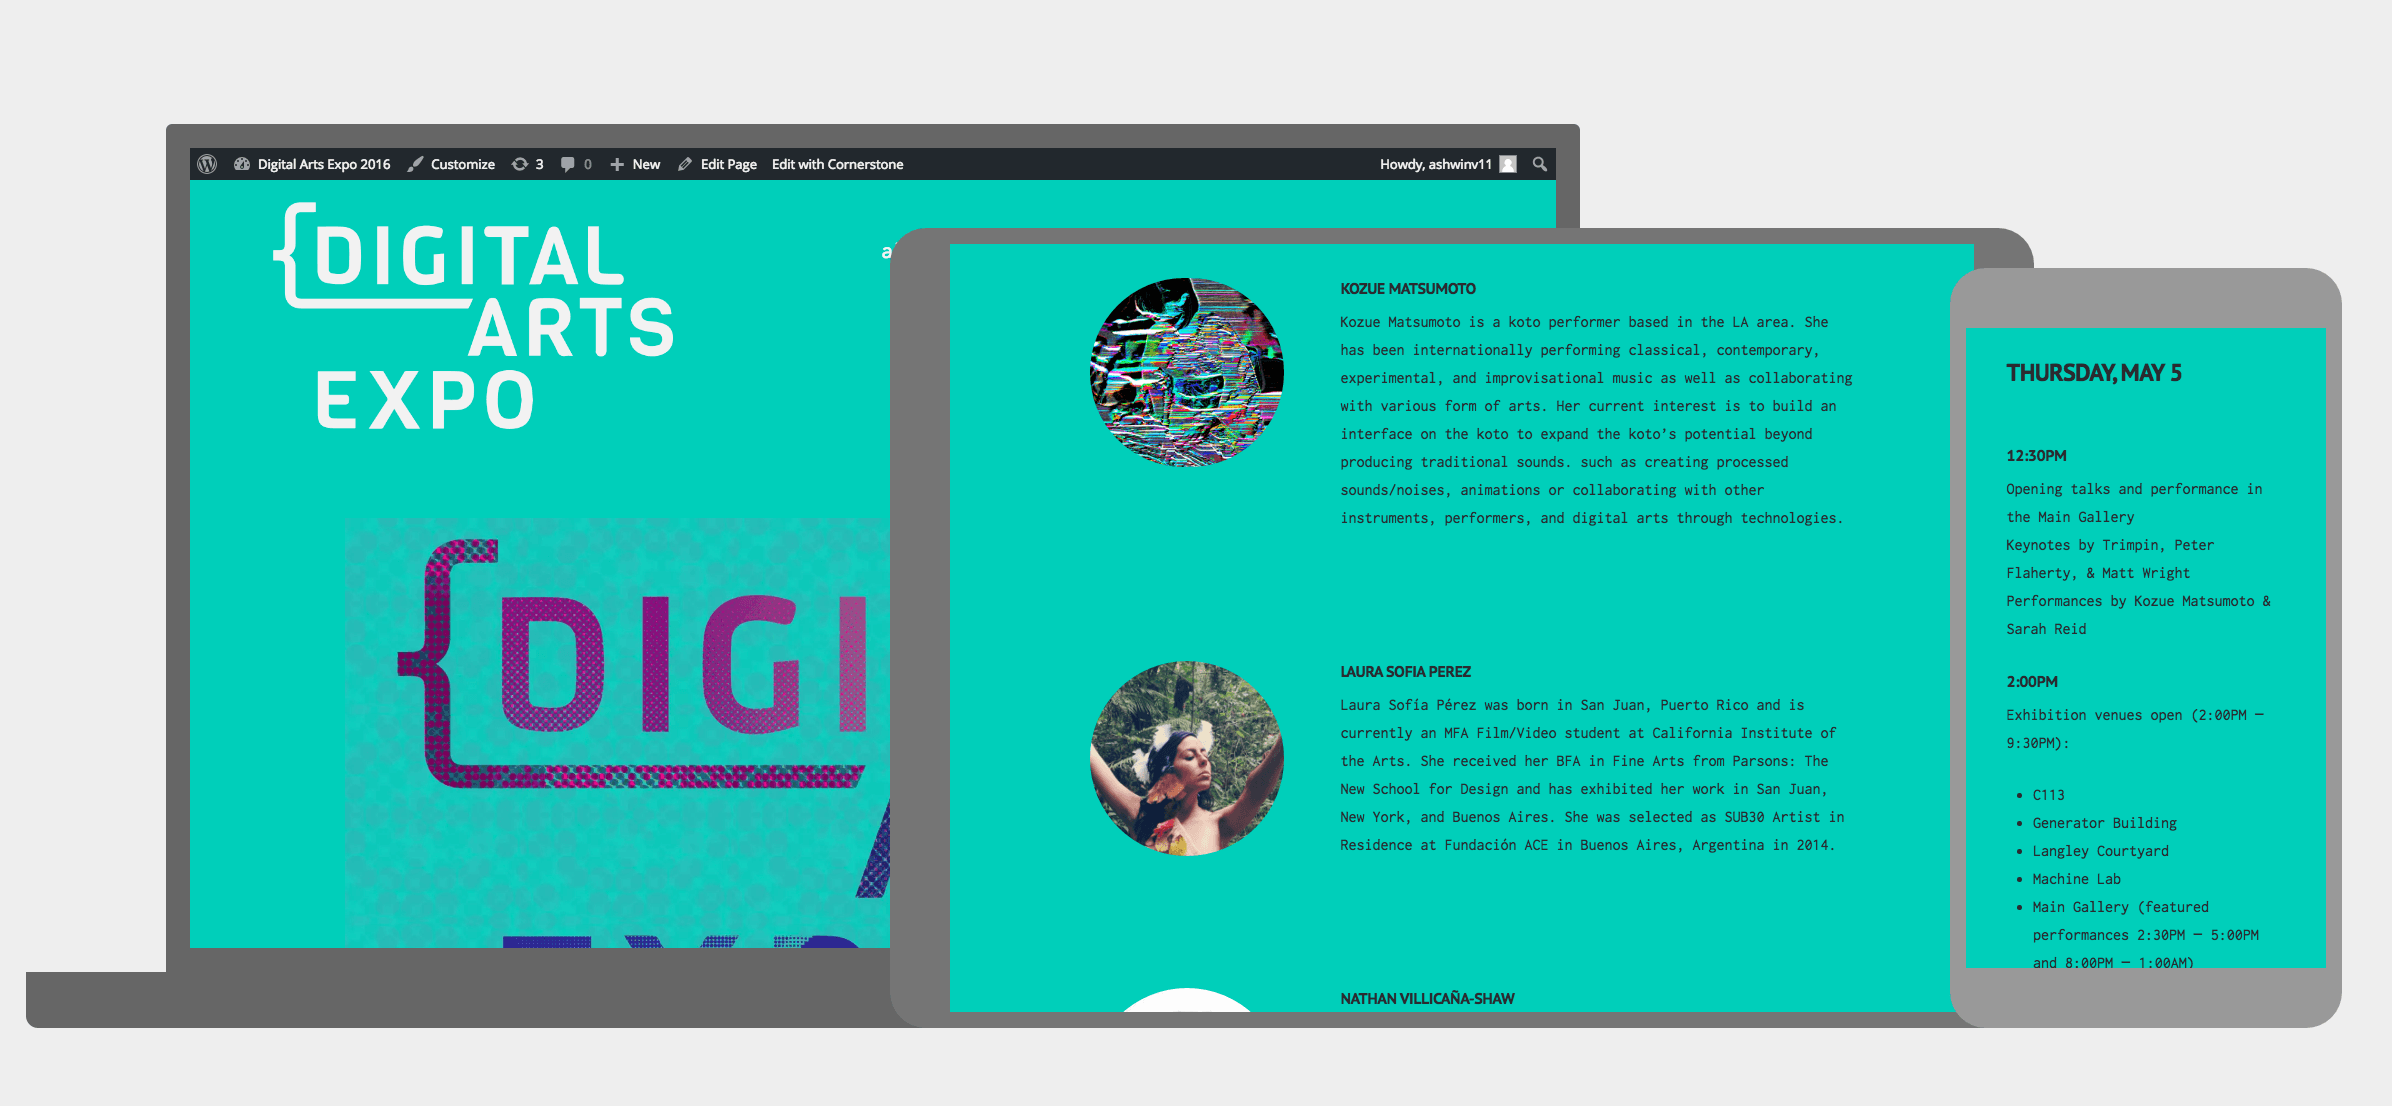 Digital Arts Expo 2016 Customize 3 0 New Edit Page Edit with Cornerstone Howdy, ashwinv11
{DIGITAL
ARTS
EXPO
{DIGI
KOZUE MATSUMOTO
Kozue Matsumoto is a koto performer based in the LA area. She
has been internationally performing classical, contemporary,
experimental, and improvisational music as well as collaborating
with various form of arts. Her current interest is to build an
interface on the koto to expand the koto’s potential beyond
producing traditional sounds. such as creating processed
sounds/noises, animations or collaborating with other
instruments, performers, and digital arts through technologies.
LAURA SOFIA PEREZ
Laura Sofía Pérez was born in San Juan, Puerto Rico and is
currently an MFA Film/Video student at California Institute of
the Arts. She received her BFA in Fine Arts from Parsons: The
New School for Design and has exhibited her work in San Juan,
New York, and Buenos Aires. She was selected as SUB30 Artist in
Residence at Fundación ACE in Buenos Aires, Argentina in 2014.
NATHAN VILLICAÑA-SHAW
THURSDAY, MAY 5
12:30PM
Opening talks and performance in
the Main Gallery
Keynotes by Trimpin, Peter
Flaherty, & Matt Wright
Performances by Kozue Matsumoto &
Sarah Reid
2:00PM
Exhibition venues open (2:00PM –
9:30PM):
• C113
• Generator Building
• Langley Courtyard
• Machine Lab
• Main Gallery (featured
performances 2:30PM – 5:00PM
and 8:00PM – 1:00AM)